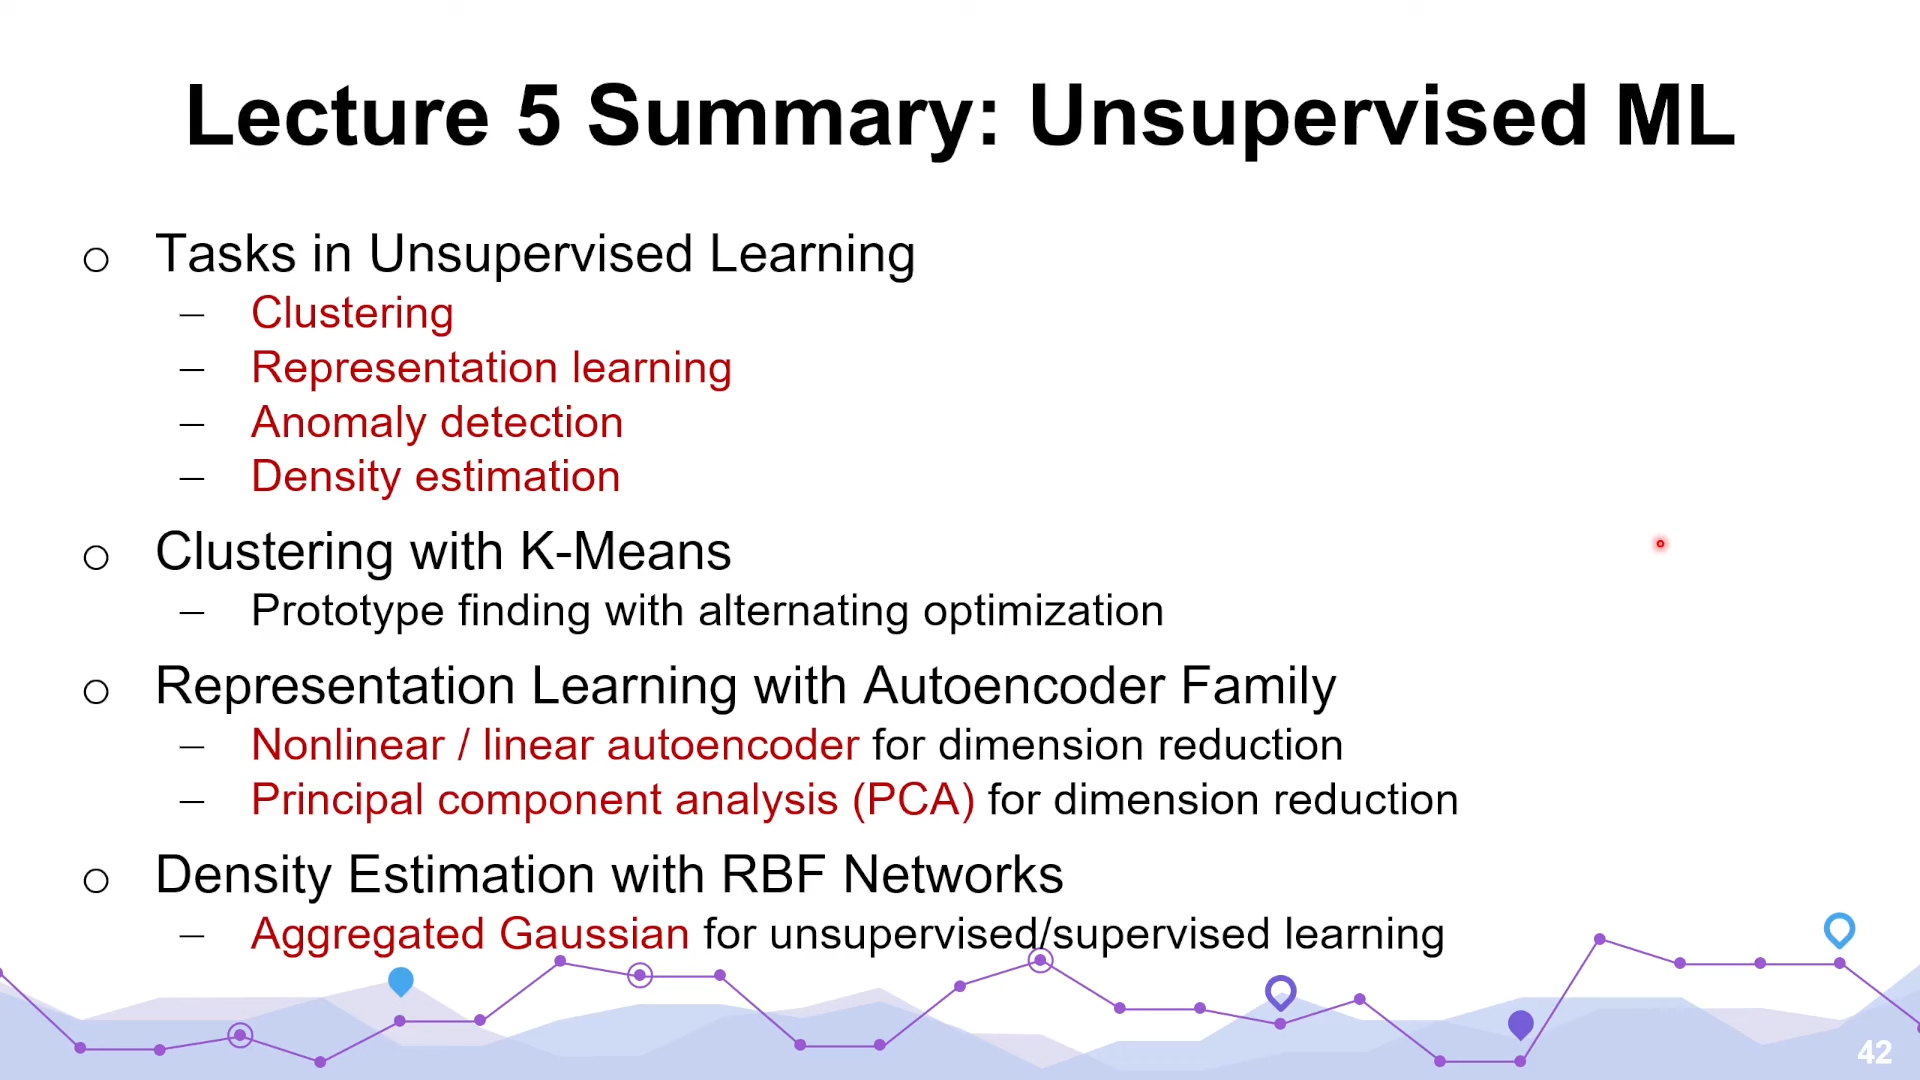 Lecture 5 Summary: Unsupervised ML
○ Tasks in Unsupervised Learning
– Clustering
– Representation learning
– Anomaly detection
– Density estimation
○ Clustering with K-Means
– Prototype finding with alternating optimization
○ Representation Learning with Autoencoder Family
– Nonlinear / linear autoencoder for dimension reduction
– Principal component analysis (PCA) for dimension reduction
○ Density Estimation with RBF Networks
– Aggregated Gaussian for unsupervised/supervised learning
42